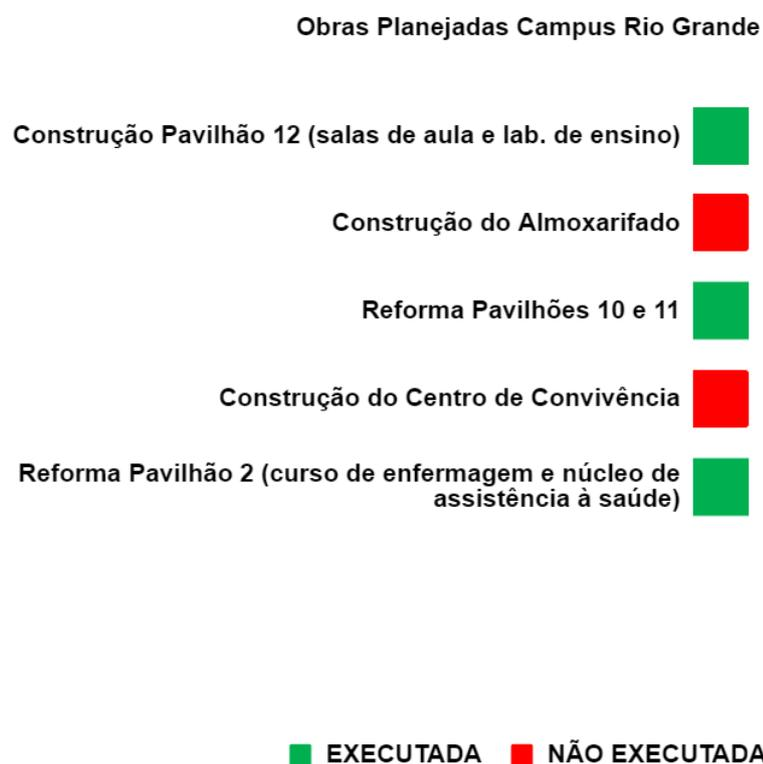 Obras Planejadas Campus Rio Grande
Construção Pavilhão 12 (salas de aula e lab. de ensino)
Construção do Almoxarifado
Reforma Pavilhões 10 e 11
Construção do Centro de Convivência
Reforma Pavilhão 2 (curso de enfermagem e núcleo de
assistência à saúde)
EXECUTADA NÃO EXECUTADA